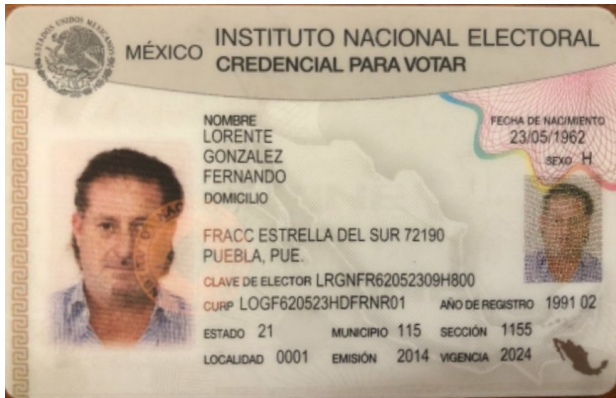 MÉXICO INSTITUTO NACIONAL ELECTORAL
CREDENCIAL PARA VOTAR
NOMBRE
LORENTE
GONZALEZ
FERNANDO
DOMICILIO
FECHA DE NACIMIENTO
23/05/1962
SEXO H
FRACC ESTRELLA DEL SUR 72190
PUEBLA, PUE.
CLAVE DE ELECTOR LRGNFR62052309H800
CURP LOGF620523HDFRNR01 AÑO DE REGISTRO 1991 02
ESTADO 21 MUNICIPIO 115 SECCIÓN 1155
LOCALIDAD 0001 EMISIÓN 2014 VIGENCIA 2024